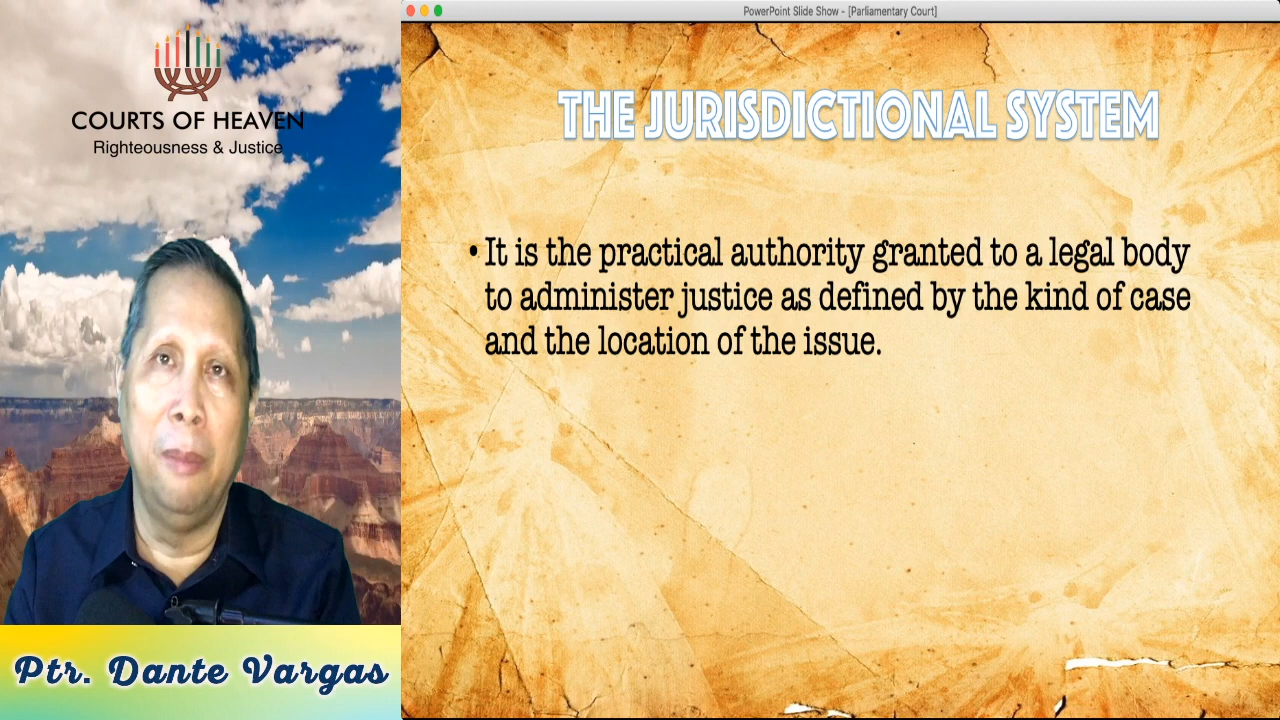 COURTS OF HEAVEN
Righteousness & Justice
Ptr. Dante Vargas
PowerPoint Slide Show - [Parliamentary Court]
THE JURISDICTIONAL SYSTEM
• It is the practical authority granted to a legal body
to administer justice as defined by the kind of case
and the location of the issue.